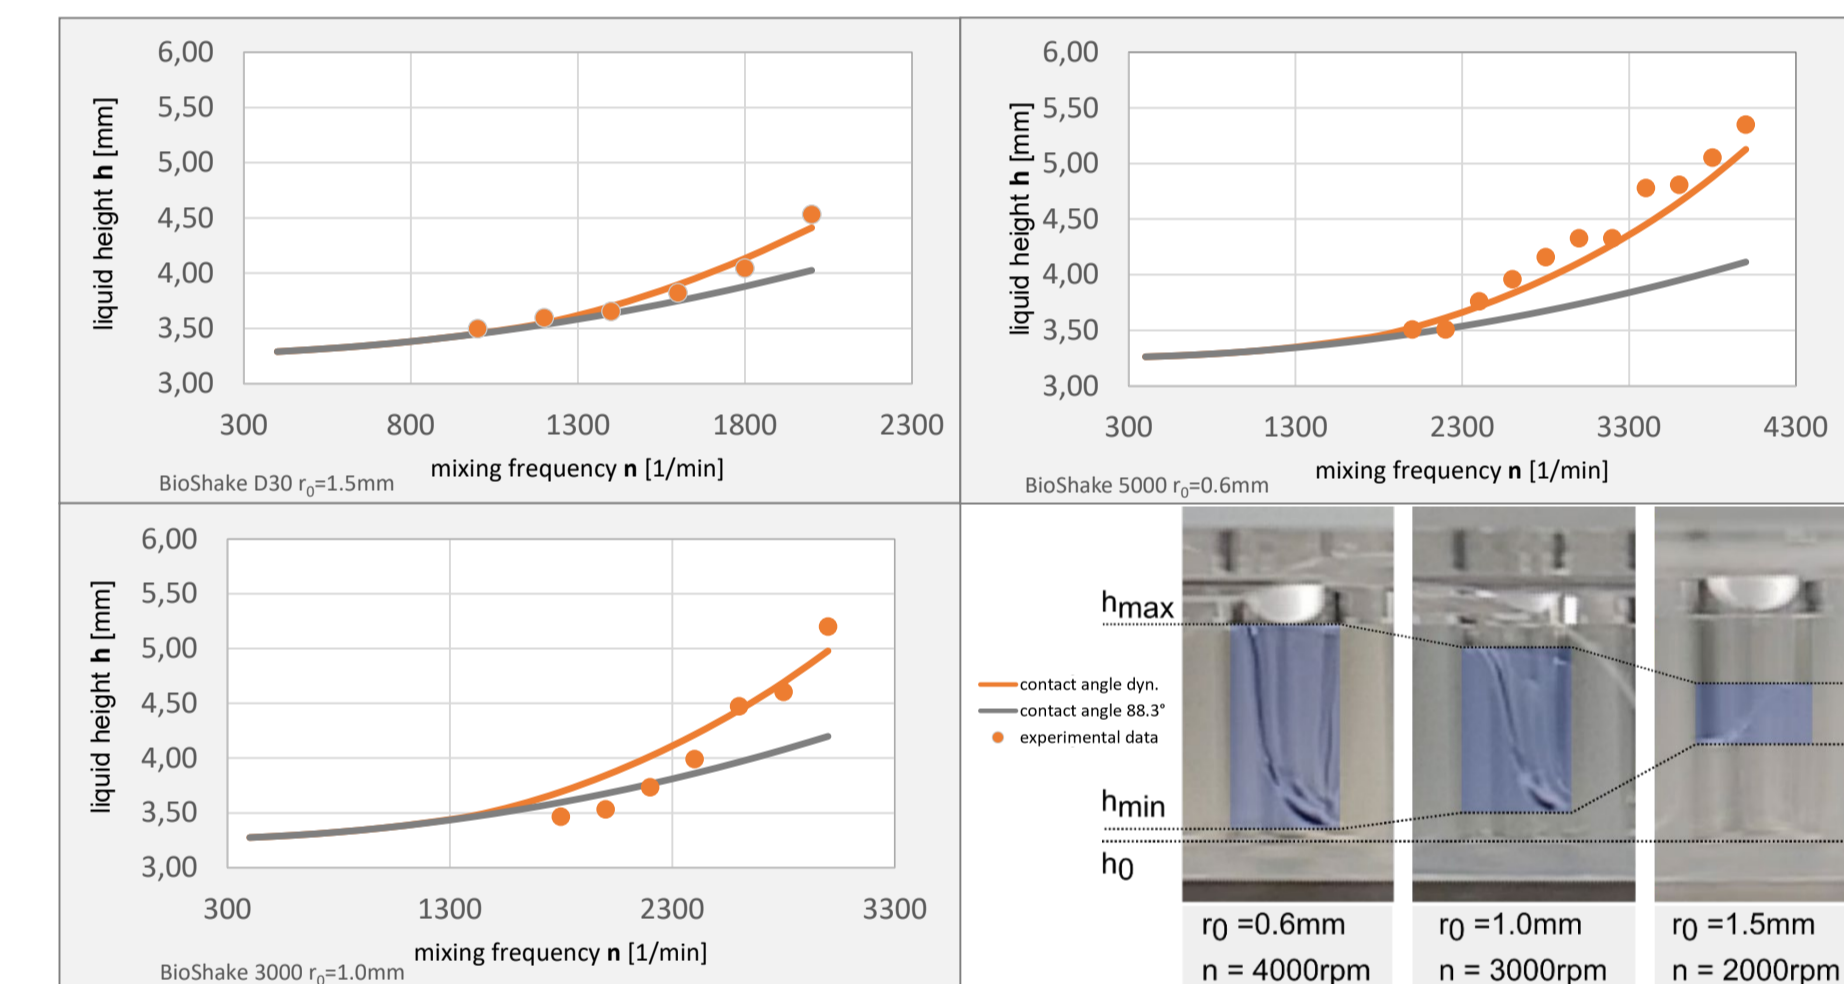 6,00
5,50
5,00
4,50
4,00
3,50
3,00
liquid height h [mm]
300 800 1300 1800 2300
mixing frequency n [1/min]
BioShake D30 r0=1.5mm
6,00
5,50
5,00
4,50
4,00
3,50
3,00
liquid height h [mm]
300 1300 2300 3300 4300
mixing frequency n [1/min]
BioShake 5000 r0=0.6mm
6,00
5,50
5,00
4,50
4,00
3,50
3,00
liquid height h [mm]
300 1300 2300 3300
mixing frequency n [1/min]
BioShake 3000 r0=1.0mm
contact angle dyn.
contact angle 88.3°
experimental data
hmax
hmin
h0
r0 =0.6mm
n = 4000rpm
r0 =1.0mm
n = 3000rpm
r0 =1.5mm
n = 2000rpm